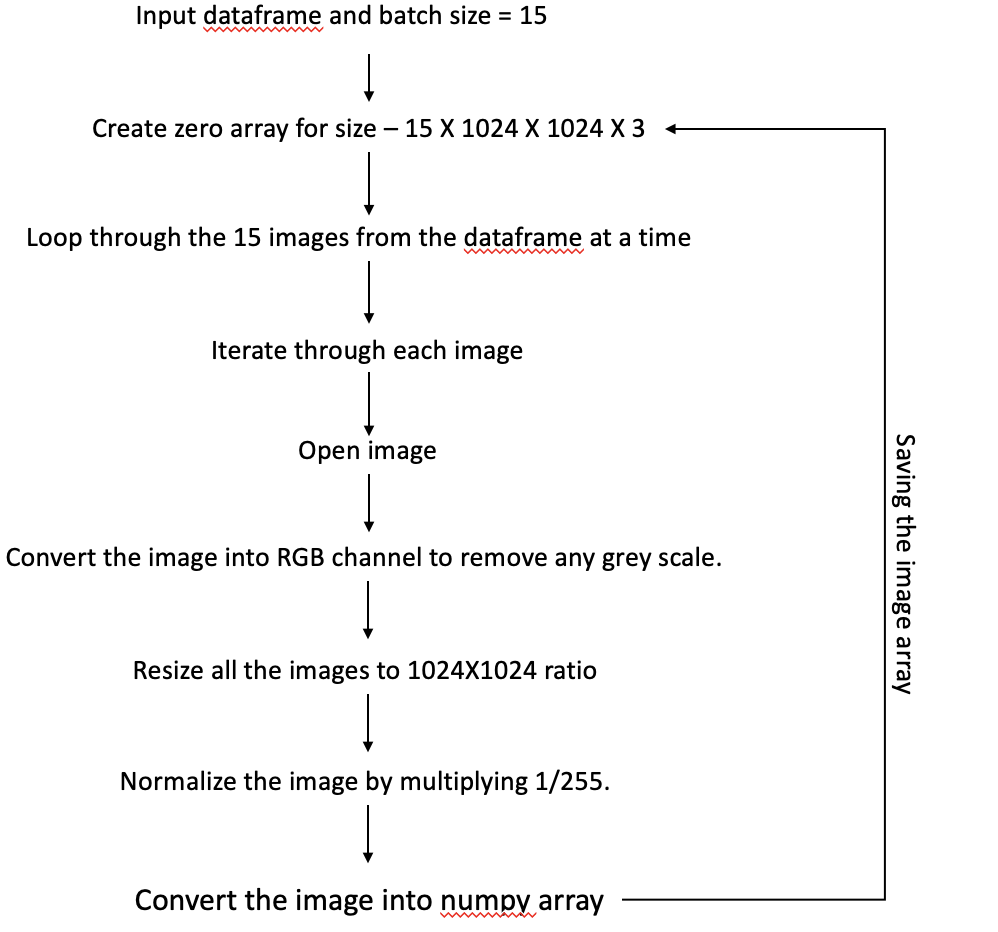 Input dataframe and batch size = 15
Create zero array for size – 15 X 1024 X 1024 X 3
Loop through the 15 images from the dataframe at a time
Iterate through each image
Open image
Convert the image into RGB channel to remove any grey scale.
Resize all the images to 1024X1024 ratio
Normalize the image by multiplying 1/255.
Convert the image into numpy array
Saving the image array